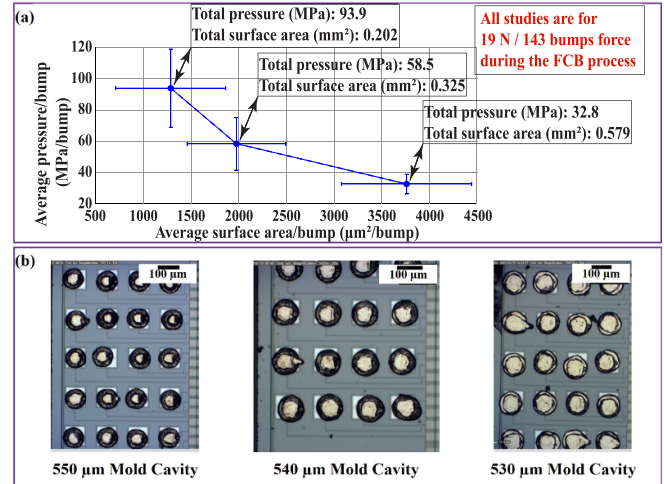 (a)
Total pressure (MPa): 93.9
Total surface area (mm²): 0.202
All studies are for
19 N / 143 bumps force
during the FCB process
Total pressure (MPa): 58.5
Total surface area (mm²): 0.325
Total pressure (MPa): 32.8
Total surface area (mm²): 0.579
Average pressure/bump
(MPa/bump)
120
100
80
60
40
20
500 1000 1500 2000 2500 3000 3500 4000 4500
Average surface area/bump (µm²/bump)
(b)
100 µm
100 µm
100 µm
550 µm Mold Cavity
540 µm Mold Cavity
530 µm Mold Cavity